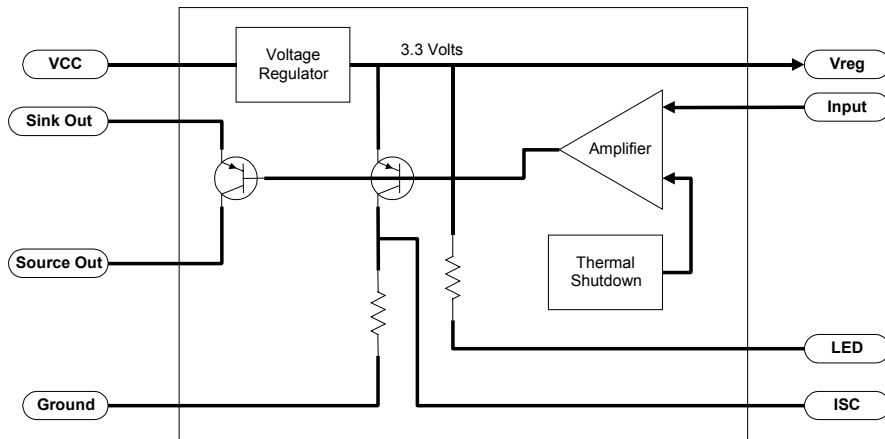 VCC
Voltage
Regulator
3.3 Volts
Vreg
Sink Out
Input
Amplifier
Source Out
Thermal
Shutdown
LED
Ground
ISC